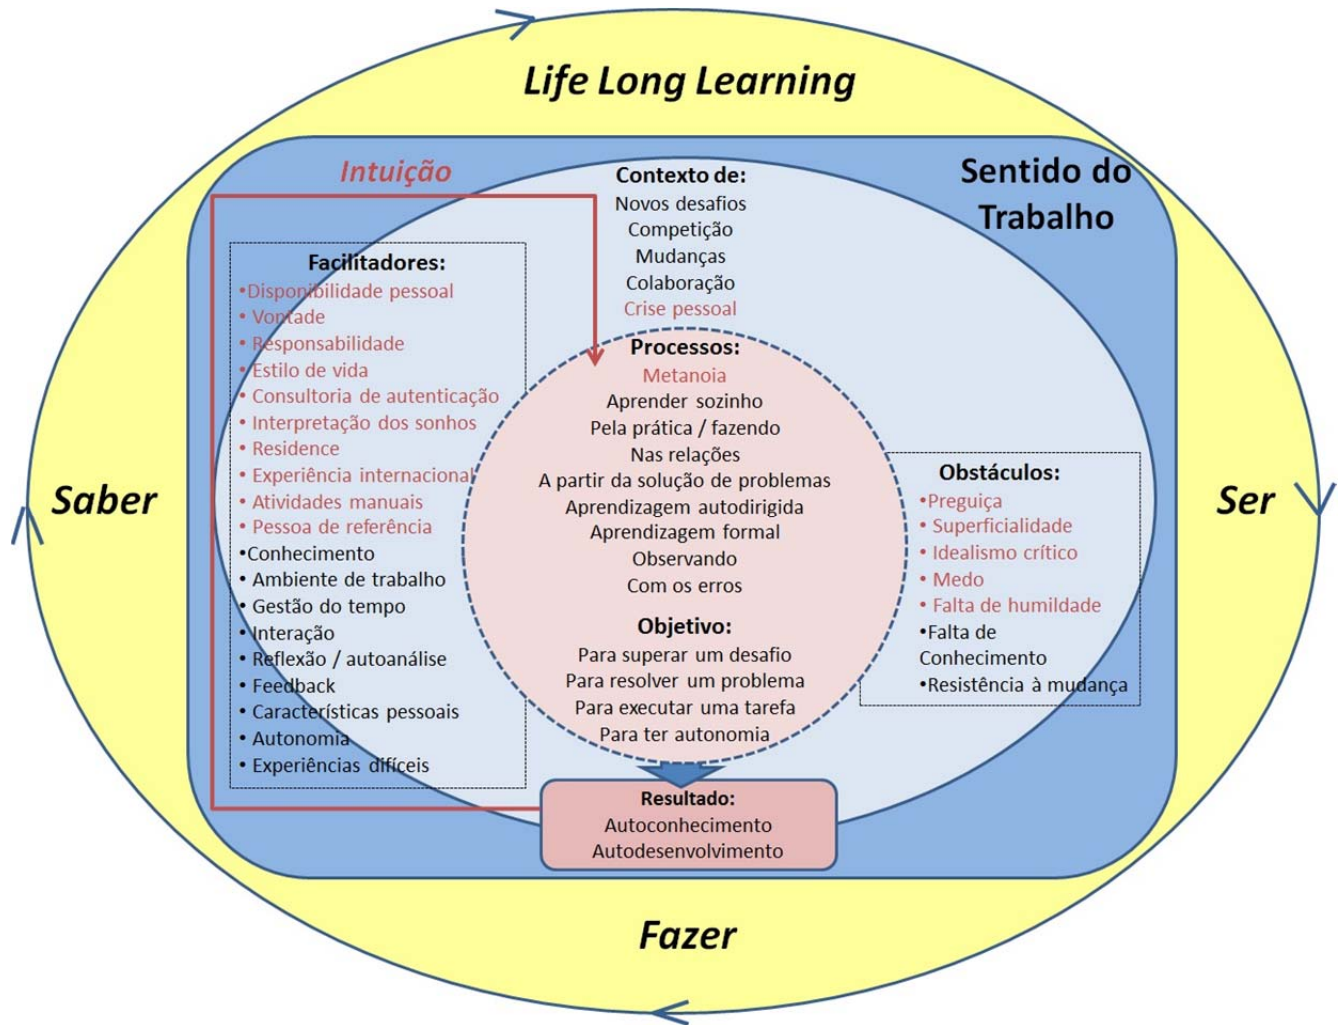 Life Long Learning
Sentido do
Trabalho
Intuição
Contexto de:
Novos desafios
Competição
Mudanças
Colaboração
Crise pessoal
Facilitadores:
•Disponibilidade pessoal
• Vontade
• Responsabilidade
• Estilo de vida
• Consultoria de autenticação
• Interpretação dos sonhos
• Residence
• Experiência internacional
• Atividades manuais
• Pessoa de referência
•Conhecimento
• Ambiente de trabalho
• Gestão do tempo
• Interação
• Reflexão / autoanálise
• Feedback
• Características pessoais
• Autonomia
• Experiências difíceis
Processos:
Metanoia
Aprender sozinho
Pela prática / fazendo
Nas relações
A partir da solução de problemas
Aprendizagem autodirigida
Aprendizagem formal
Observando
Com os erros
Objetivo:
Para superar um desafio
Para resolver um problema
Para executar uma tarefa
Para ter autonomia
Obstáculos:
•Preguiça
• Superficialidade
• Idealismo crítico
• Medo
• Falta de humildade
•Falta de
Conhecimento
•Resistência à mudança
Saber
Ser
Resultado:
Autoconhecimento
Autodesenvolvimento
Fazer